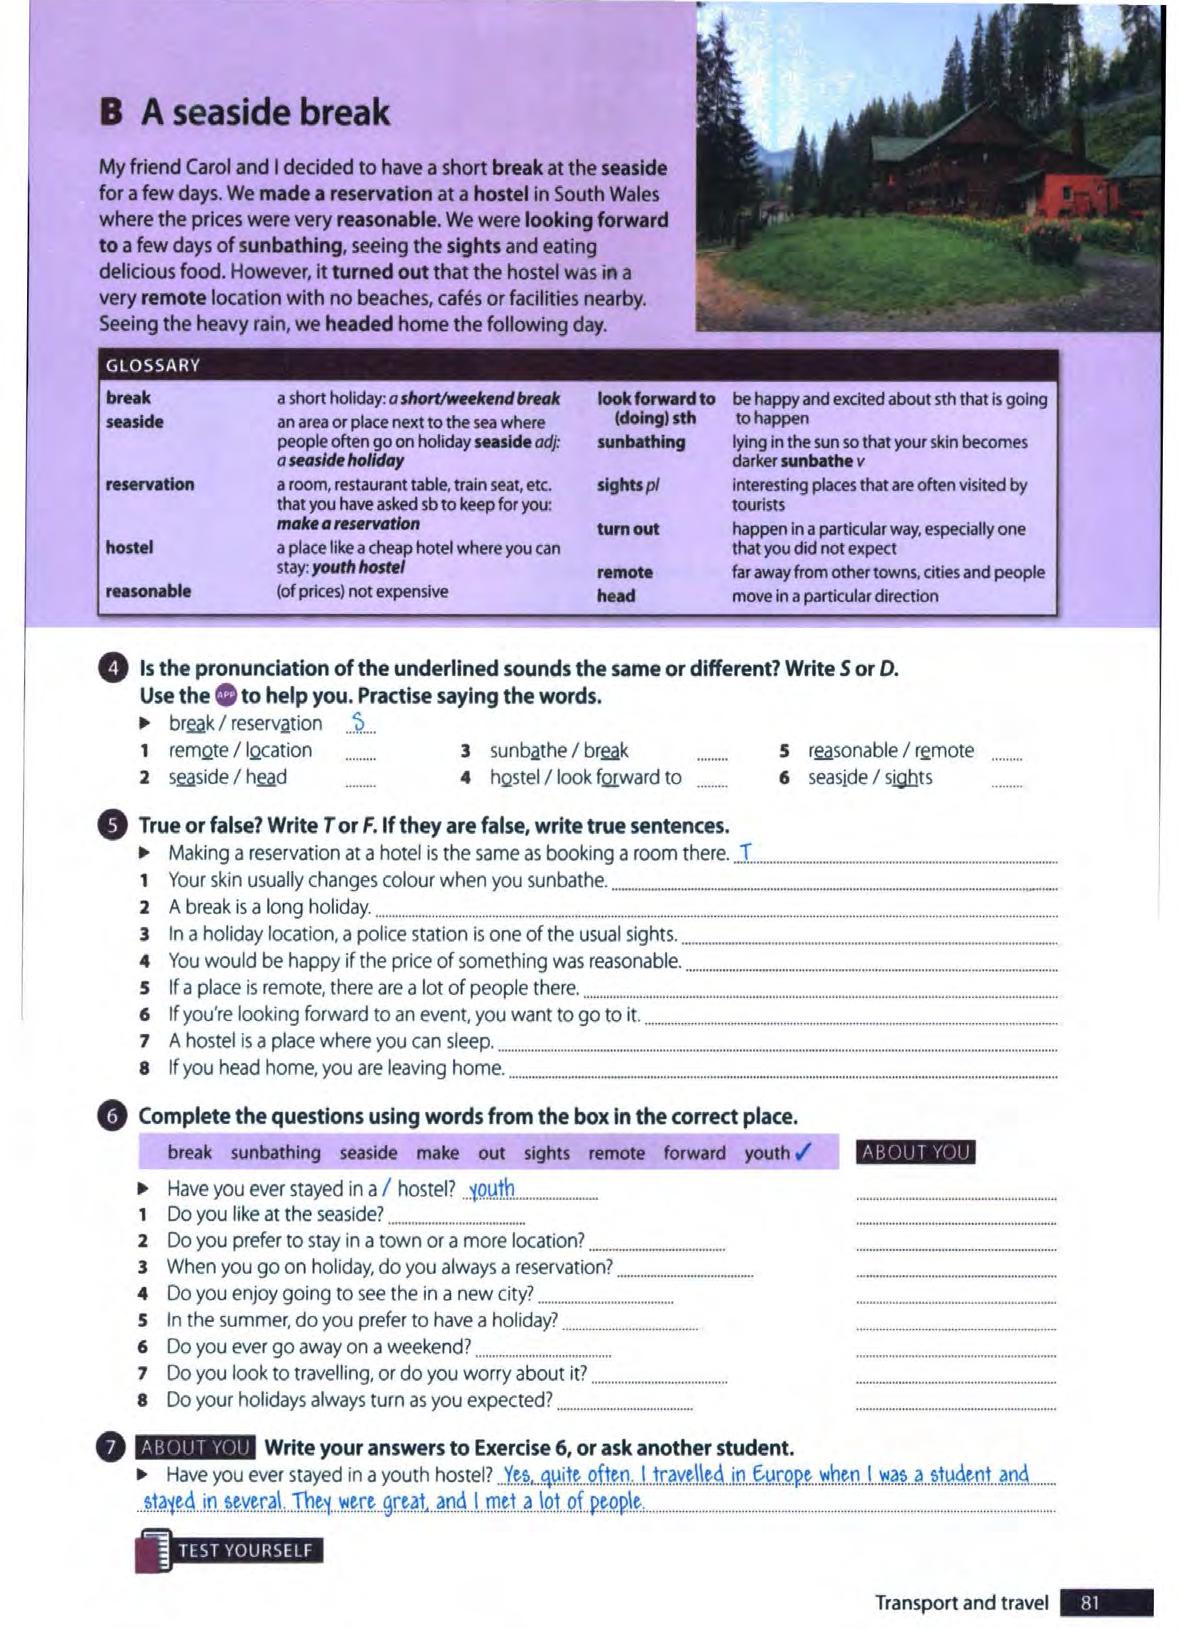 B A seaside break
My friend Carol and I decided to have a short break at the seaside
for a few days. We made a reservation at a hostel in South Wales
where the prices were very reasonable. We were looking forward
to a few days of sunbathing, seeing the sights and eating
delicious food. However, it turned out that the hostel was in a
very remote location with no beaches, cafés or facilities nearby.
Seeing the heavy rain, we headed home the following day.
GLOSSARY
break a short holiday: a short/weekend break
seaside an area or place next to the sea where
people often go on holiday seaside adj:
a seaside holiday
reservation a room, restaurant table, train seat, etc.
that you have asked sb to keep for you:
make a reservation
hostel a place like a cheap hotel where you can
stay: youth hostel
reasonable (of prices) not expensive
look forward to be happy and excited about sth that is going
(doing) sth to happen
sunbathing lying in the sun so that your skin becomes
darker sunbathe v
sights pl interesting places that are often visited by
tourists
turn out happen in a particular way, especially one
that you did not expect
remote far away from other towns, cities and people
head move in a particular direction
4 Is the pronunciation of the underlined sounds the same or different? Write S or D.
Use the APP to help you. Practise saying the words.
► break / reservation S
1 remote / location
2 seaside / head
3 sunbathe / break
4 hostel / look forward to
5 reasonable / remote
6 seaside / sights
5 True or false? Write T or F. If they are false, write true sentences.
► Making a reservation at a hotel is the same as booking a room there. T
1 Your skin usually changes colour when you sunbathe.
2 A break is a long holiday.
3 In a holiday location, a police station is one of the usual sights.
4 You would be happy if the price of something was reasonable.
5 If a place is remote, there are a lot of people there.
6 If you're looking forward to an event, you want to go to it.
7 A hostel is a place where you can sleep.
8 If you head home, you are leaving home.
6 Complete the questions using words from the box in the correct place.
break sunbathing seaside make out sights remote forward youth ✓
ABOUT YOU
► Have you ever stayed in a / hostel? youth
1 Do you like at the seaside?
2 Do you prefer to stay in a town or a more location?
3 When you go on holiday, do you always a reservation?
4 Do you enjoy going to see the in a new city?
5 In the summer, do you prefer to have a holiday?
6 Do you ever go away on a weekend?
7 Do you look to travelling, or do you worry about it?
8 Do your holidays always turn as you expected?
7 ABOUT YOU Write your answers to Exercise 6, or ask another student.
► Have you ever stayed in a youth hostel? Yes, quite often. I travelled in Europe when I was a student and
stayed in several. They were great, and I met a lot of people.
TEST YOURSELF
Transport and travel 81